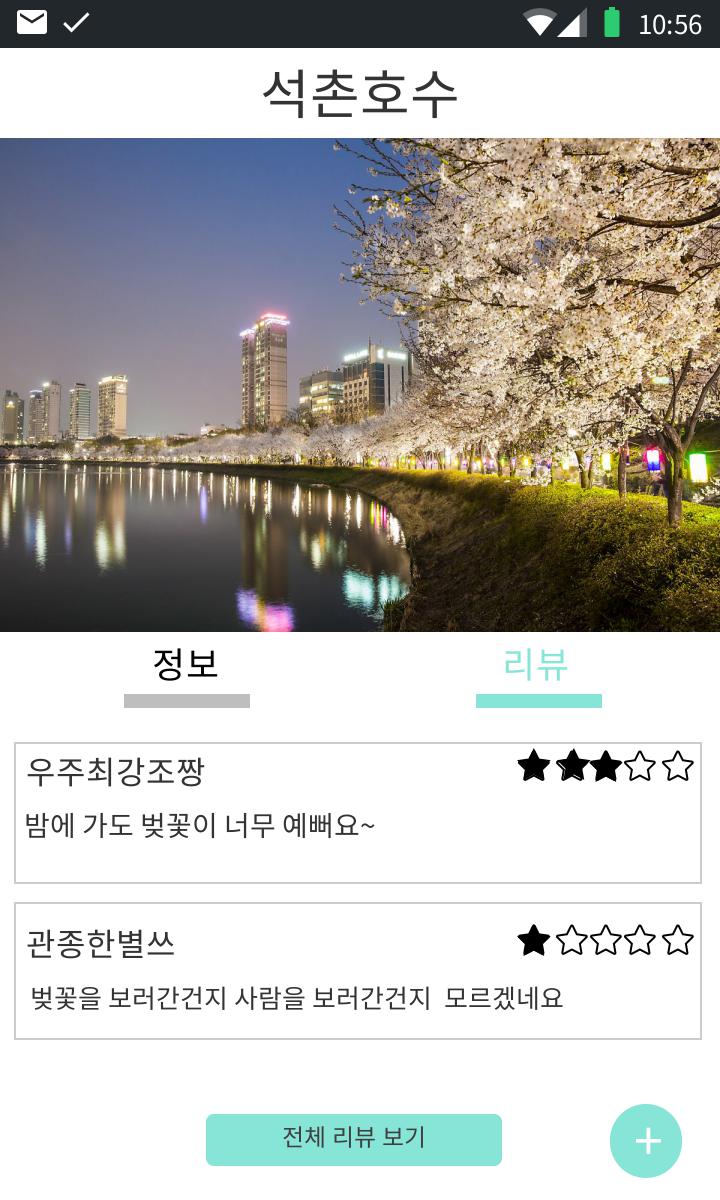 10:56
석촌호수
정보
리뷰
우주최강조짱
밤에 가도 벚꽃이 너무 예뻐요~
관종한별쓰
벚꽃을 보러간건지 사람을 보러간건지 모르겠네요
전체 리뷰 보기
+